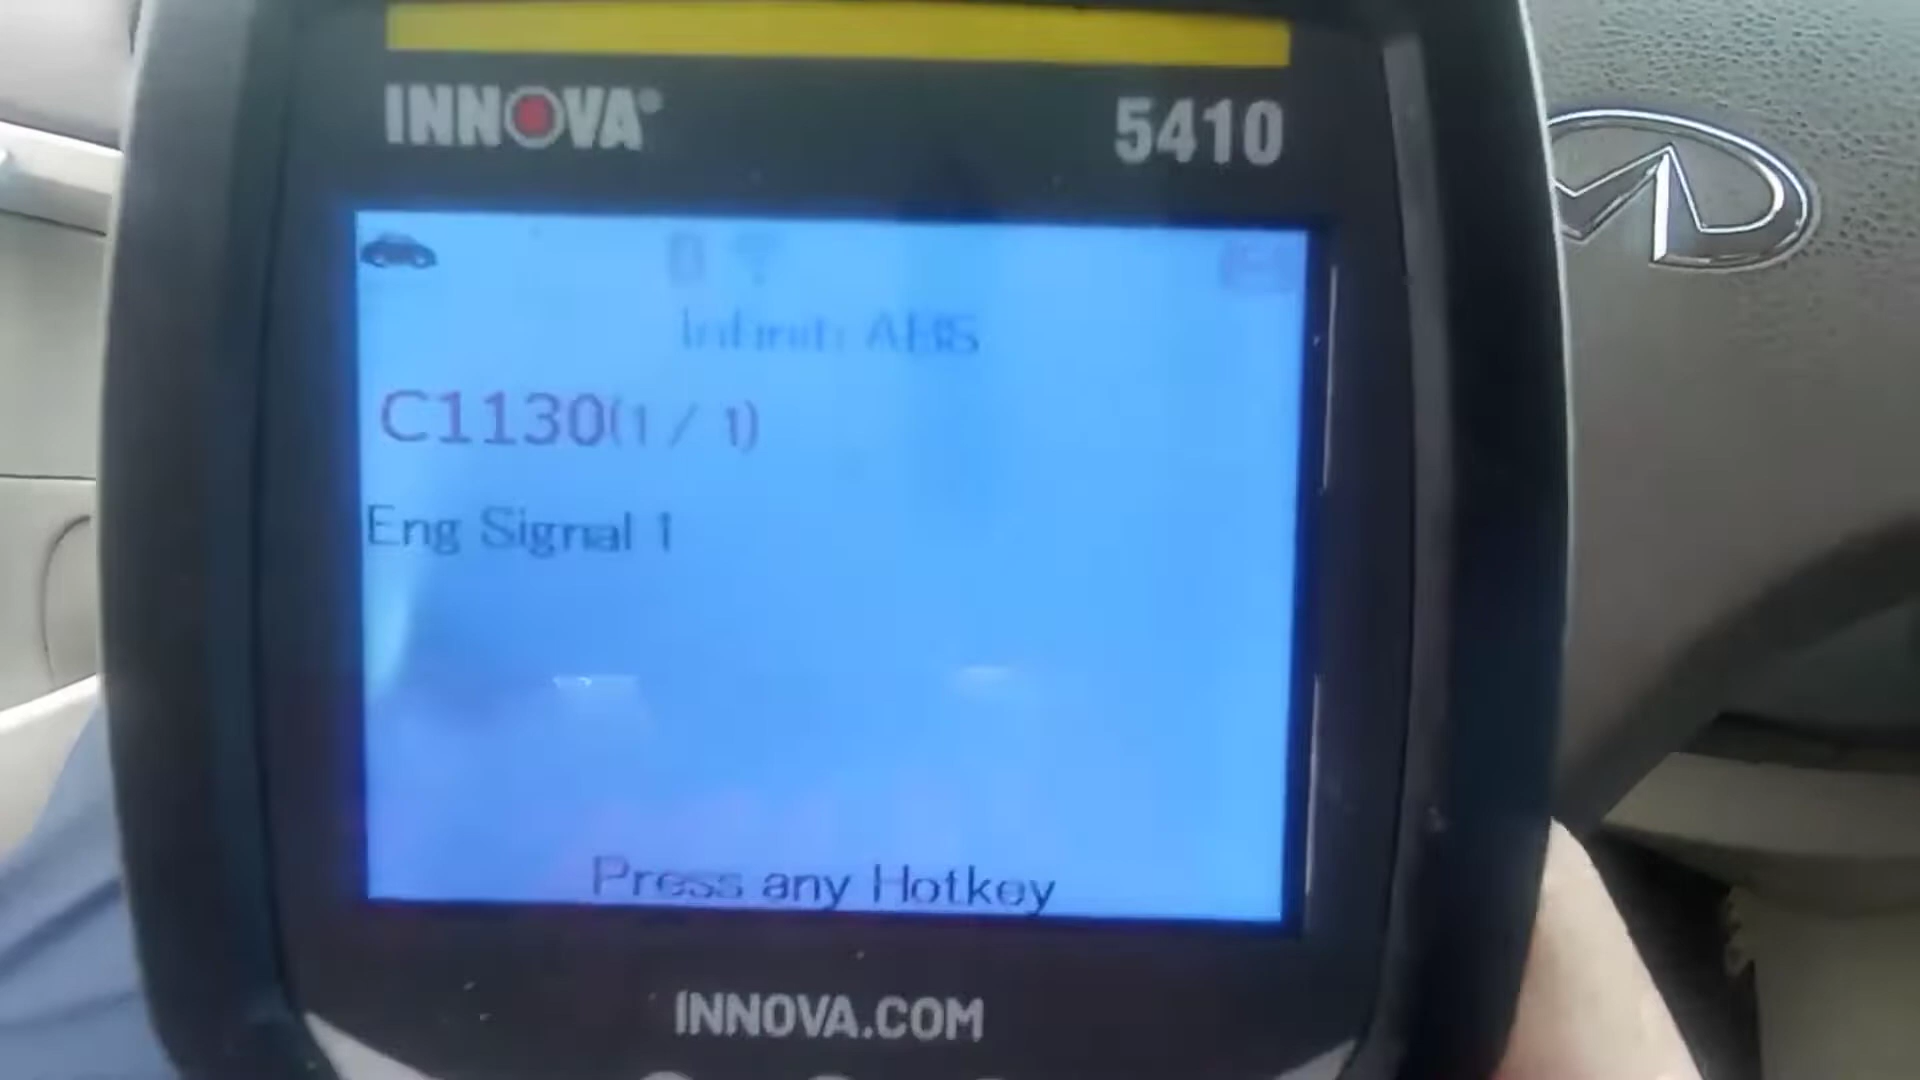 INNOVA® 5410
Infiniti ABS
C1130(1 / 1)
Eng Signal 1
Press any Hotkey
INNOVA.COM